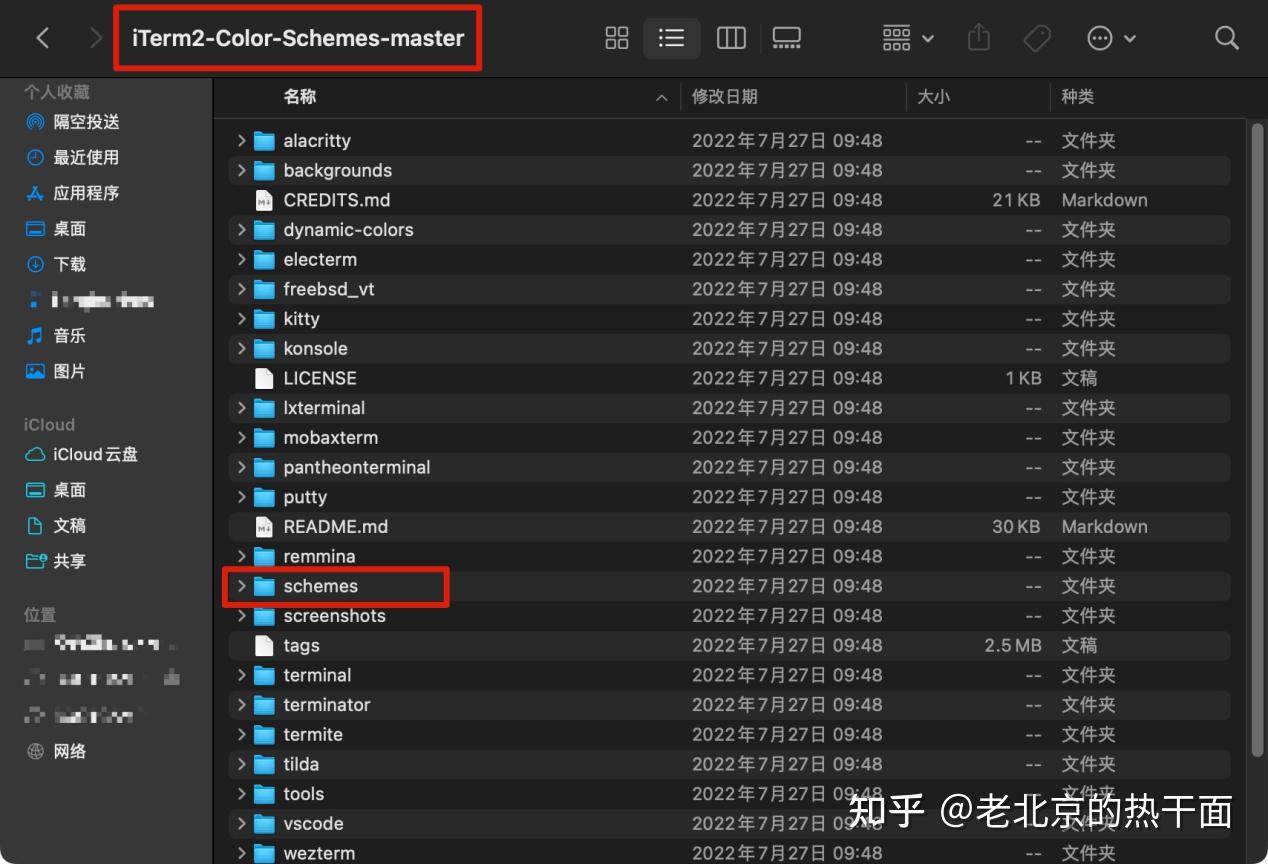 iTerm2-Color-Schemes-master
个人收藏
隔空投送
最近使用
应用程序
桌面
下载
音乐
图片
iCloud
iCloud云盘
桌面
文稿
共享
位置
网络
名称 修改日期 大小 种类
alacritty 2022年7月27日 09:48 -- 文件夹
backgrounds 2022年7月27日 09:48 -- 文件夹
CREDITS.md 2022年7月27日 09:48 21 KB Markdown
dynamic-colors 2022年7月27日 09:48 -- 文件夹
electerm 2022年7月27日 09:48 -- 文件夹
freebsd_vt 2022年7月27日 09:48 -- 文件夹
kitty 2022年7月27日 09:48 -- 文件夹
konsole 2022年7月27日 09:48 -- 文件夹
LICENSE 2022年7月27日 09:48 1 KB 文稿
lxterminal 2022年7月27日 09:48 -- 文件夹
mobaxterm 2022年7月27日 09:48 -- 文件夹
pantheonterminal 2022年7月27日 09:48 -- 文件夹
putty 2022年7月27日 09:48 -- 文件夹
README.md 2022年7月27日 09:48 30 KB Markdown
remmina 2022年7月27日 09:48 -- 文件夹
schemes 2022年7月27日 09:48 -- 文件夹
screenshots 2022年7月27日 09:48 -- 文件夹
tags 2022年7月27日 09:48 2.5 MB 文稿
terminal 2022年7月27日 09:48 -- 文件夹
terminator 2022年7月27日 09:48 -- 文件夹
termite 2022年7月27日 09:48 -- 文件夹
tilda 2022年7月27日 09:48 -- 文件夹
tools 2022年7月27日 09:48 -- 文件夹
vscode 2022年7月27日 09:48 -- 文件夹
wezterm 2022年7月27日 09:48 -- 文件夹
知乎 @老北京的热干面